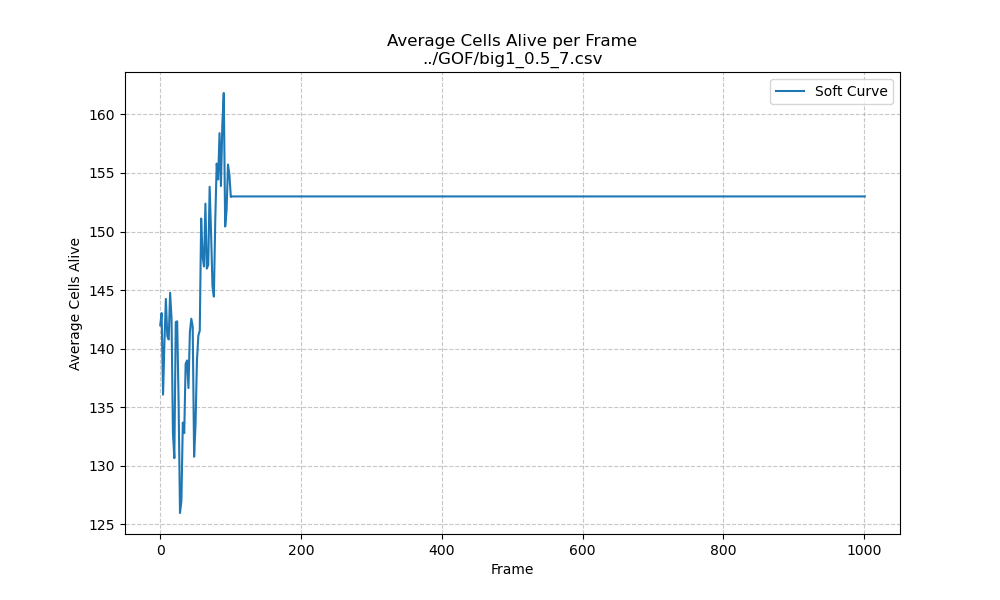 Average Cells Alive per Frame
../GOF/big1_0.5_7.csv
Soft Curve
160
155
150
145
140
135
130
125
Average Cells Alive
0 200 400 600 800 1000
Frame